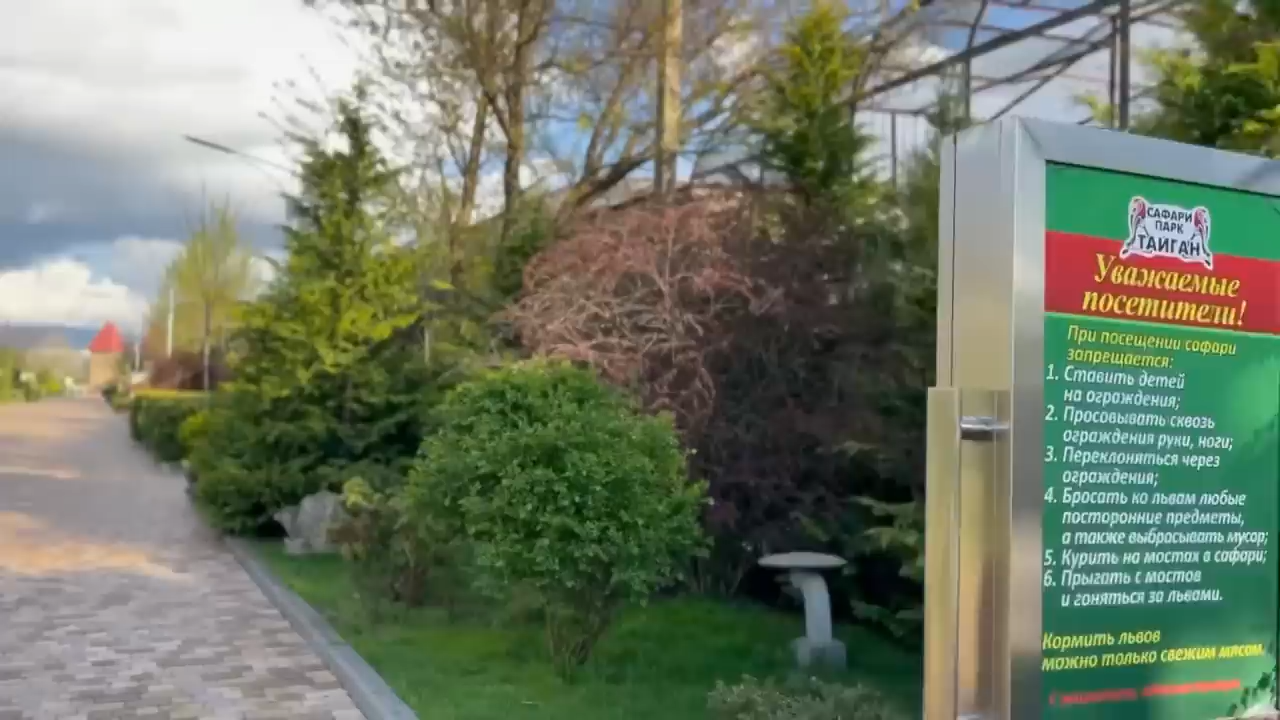 САФАРИ
ПАРК
ТАЙГАН
Уважаемые
посетители!
При посещении сафари
запрещается:
1. Ставить детей
на ограждения;
2. Просовывать сквозь
ограждения руки, ноги;
3. Переклоняться через
ограждения;
4. Бросать ко львам любые
посторонние предметы,
а также выбрасывать мусор;
5. Курить на мостах в сафари;
6. Прыгать с мостов
и гоняться за львами.
Кормить львов
можно только свежим мясом.